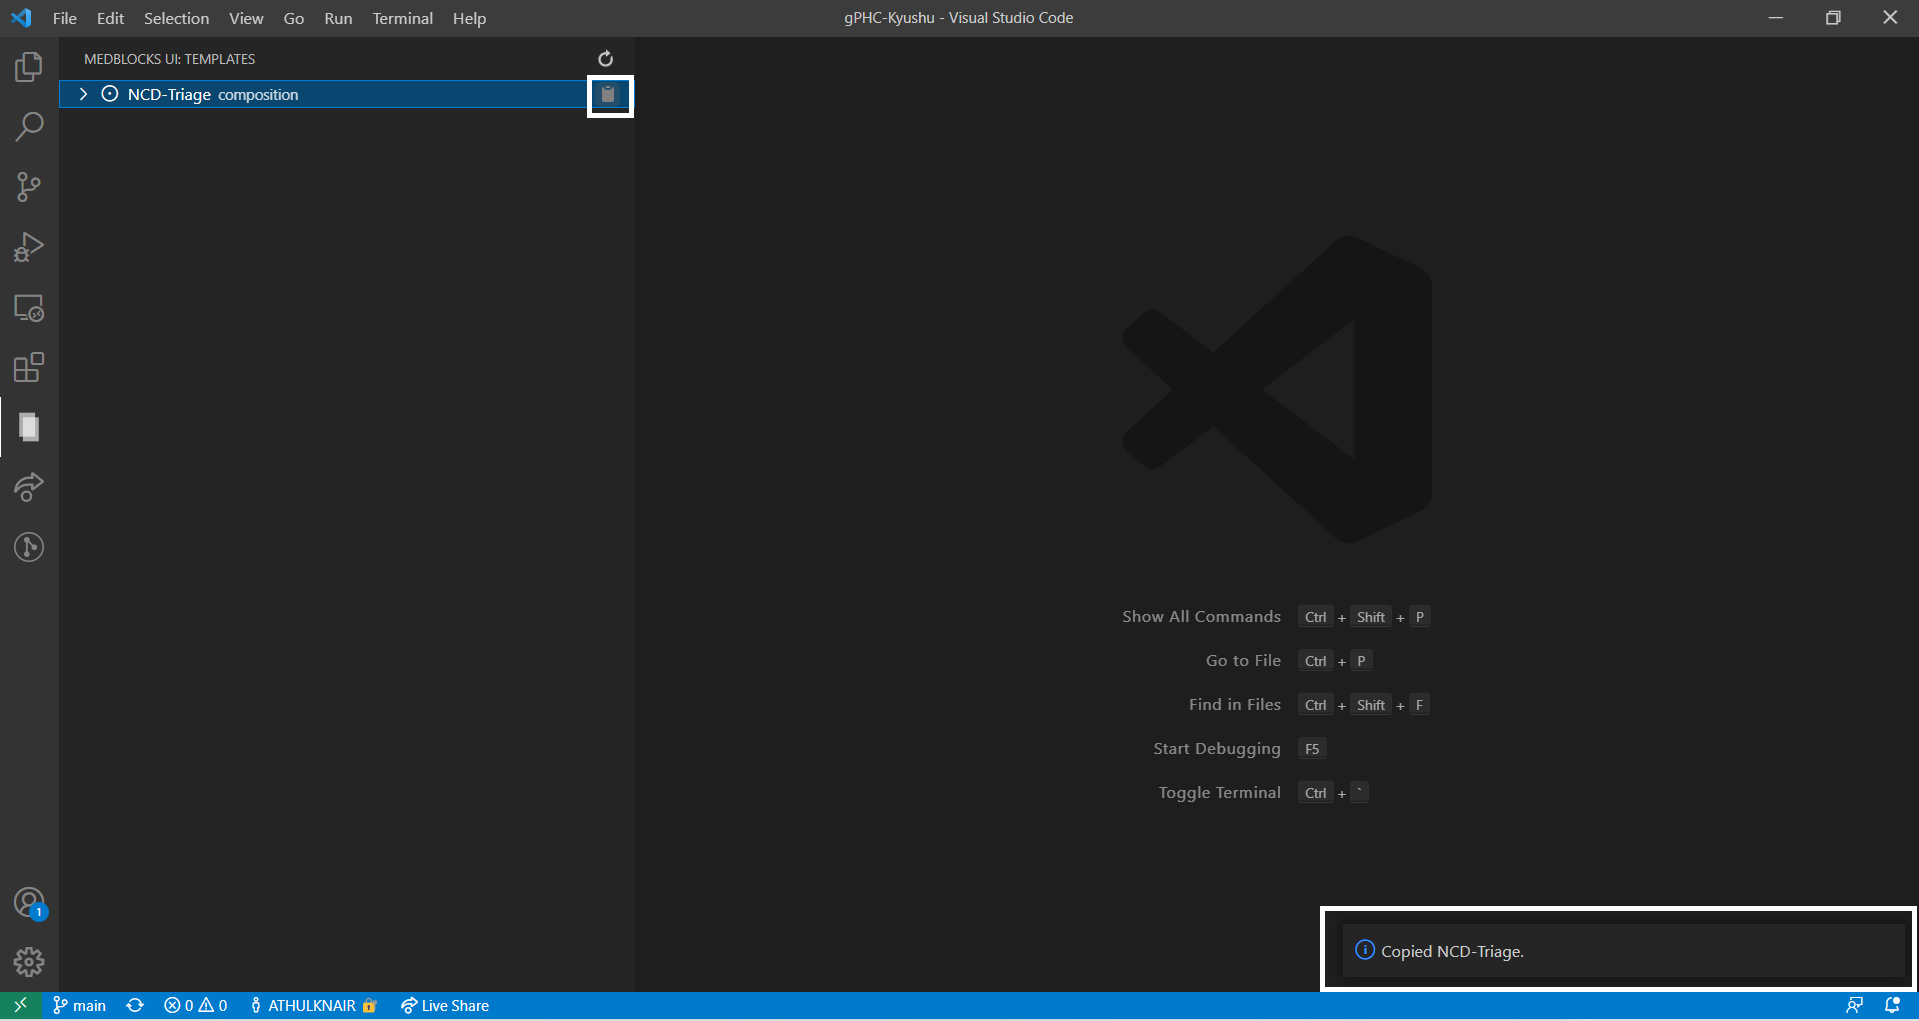 File Edit Selection View Go Run Terminal Help
gPHC-Kyushu - Visual Studio Code
MEDBLOCKS UI: TEMPLATES
NCD-Triage composition
Show All Commands Ctrl + Shift + P
Go to File Ctrl + P
Find in Files Ctrl + Shift + F
Start Debugging F5
Toggle Terminal Ctrl + `
1
Copied NCD-Triage.
main 0 0 ATHULKNAIR Live Share